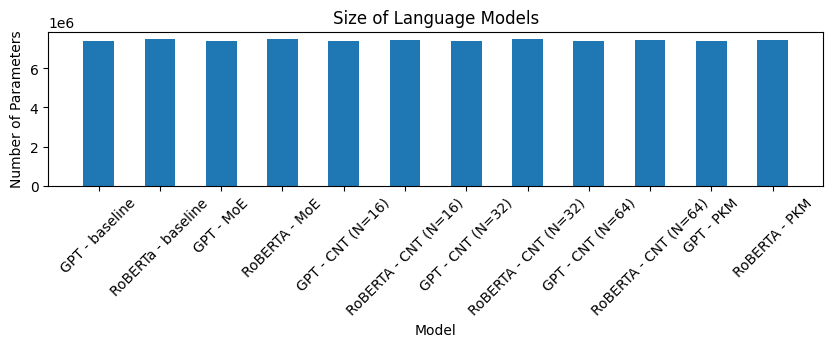 Size of Language Models
1e6
Number of Parameters
6
4
2
0
GPT - baseline
RoBERTa - baseline
GPT - MoE
RoBERTA - MoE
GPT - CNT (N=16)
RoBERTA - CNT (N=16)
GPT - CNT (N=32)
RoBERTA - CNT (N=32)
GPT - CNT (N=64)
RoBERTA - CNT (N=64)
GPT - PKM
RoBERTA - PKM
Model